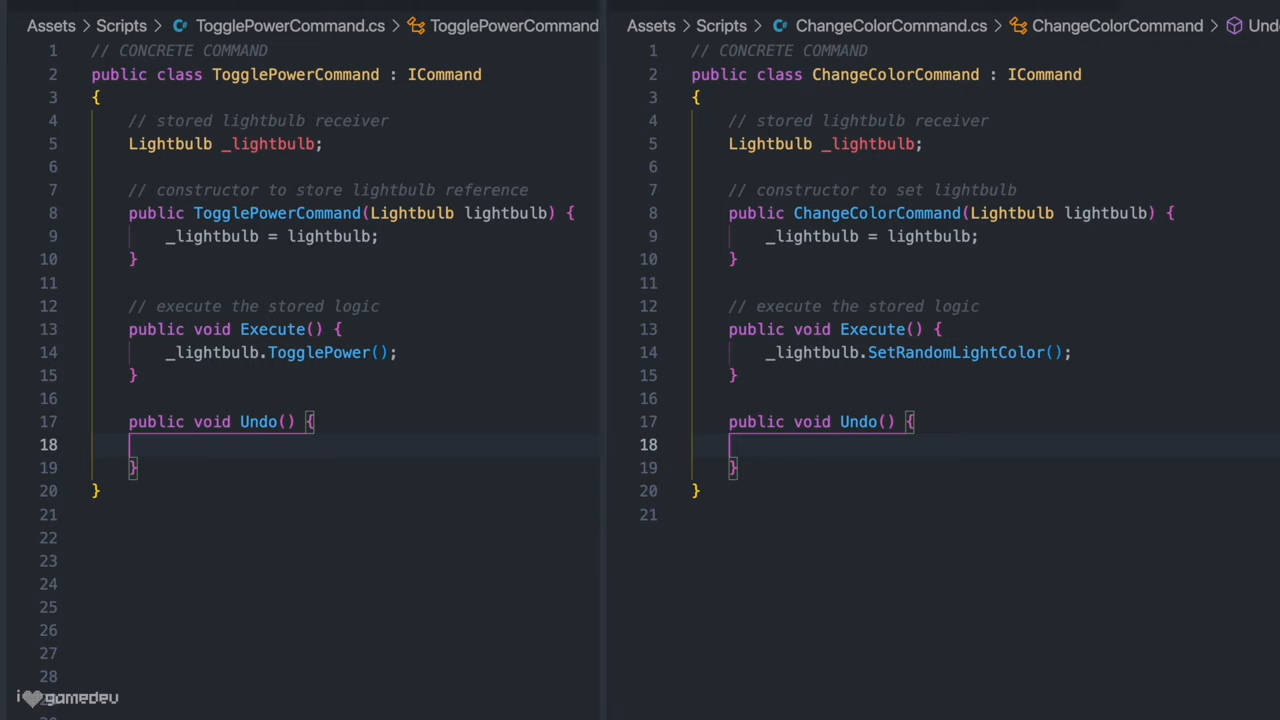 Assets > Scripts > TogglePowerCommand.cs > TogglePowerCommand
1 // CONCRETE COMMAND
2 public class TogglePowerCommand : ICommand
3 {
4 // stored lightbulb receiver
5 Lightbulb _lightbulb;
6
7 // constructor to store lightbulb reference
8 public TogglePowerCommand(Lightbulb lightbulb) {
9 _lightbulb = lightbulb;
10 }
11
12 // execute the stored logic
13 public void Execute() {
14 _lightbulb.TogglePower();
15 }
16
17 public void Undo() {
18
19 }
20 }
21
22
23
24
25
26
27
28
Assets > Scripts > ChangeColorCommand.cs > ChangeColorCommand > Undo
1 // CONCRETE COMMAND
2 public class ChangeColorCommand : ICommand
3 {
4 // stored lightbulb receiver
5 Lightbulb _lightbulb;
6
7 // constructor to set lightbulb
8 public ChangeColorCommand(Lightbulb lightbulb) {
9 _lightbulb = lightbulb;
10 }
11
12 // execute the stored logic
13 public void Execute() {
14 _lightbulb.SetRandomLightColor();
15 }
16
17 public void Undo() {
18
19 }
20 }
21
i gamedev